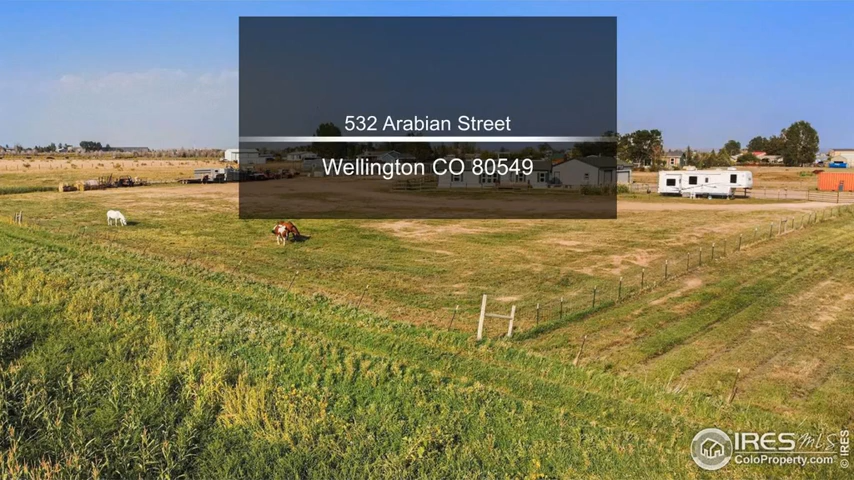 532 Arabian Street
Wellington CO 80549
IRES MLS
ColoProperty.com
© IRES